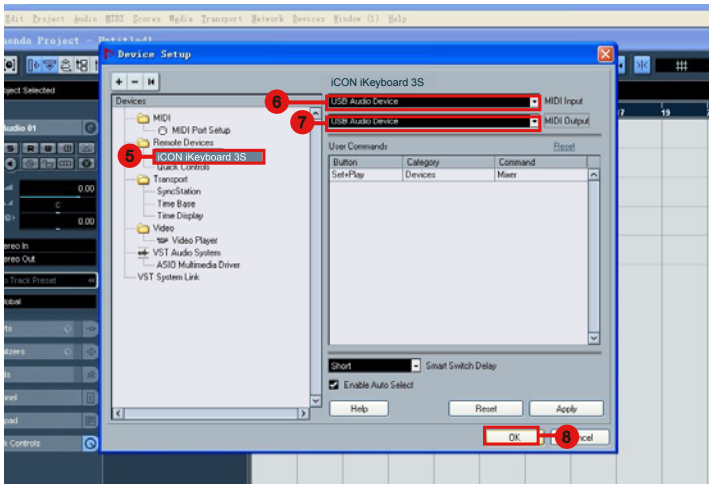 Edit Project Audio MIDI Scores Media Transport Network Devices Window (1) Help
Device Setup
iCON iKeyboard 3S
Devices
6
USB Audio Device
MIDI Input
7
USB Audio Device
MIDI Output
MIDI
MIDI Port Setup
Remote Devices
5
iCON iKeyboard 3S
Quick Controls
Transport
SyncStation
Time Base
Time Display
Video
Video Player
VST Audio System
ASIO Multimedia Driver
VST System Link
User Commands
Reset
Button
Category
Command
Set+Play
Devices
Mixer
Short
Smart Switch Delay
Enable Auto Select
Help
Reset
Apply
OK
8
17
19
Audio 01
S R W
0.00
C
0.00